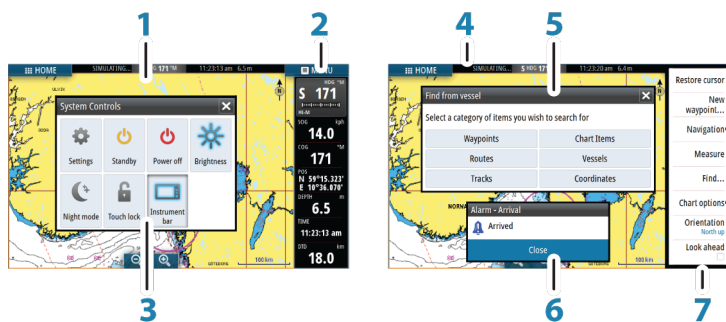 1
2
4
5
HOME
SIMULATING...
171 °M
11:23:13 am 6.5 m
MENU
System Controls
Settings
Standby
Power off
Brightness
Night mode
Touch lock
Instrument
bar
HDG °M
S 171
SOG kph
14.0
COG °M
171
POS
N 59°15.323'
E 10°36.070'
DEPTH m
6.5
TIME
11:23:13 am
DTD km
18.0
100 km
HOME
SIMULATING...
S HDG 171
11:23:20 am 6.4 m
Find from vessel
Select a category of items you wish to search for
Waypoints
Chart Items
Routes
Vessels
Tracks
Coordinates
Alarm - Arrival
Arrived
Close
100 km
Restore cursor
New
waypoint...
Navigation
Measure
Find...
Chart options
Orientation
North up
Look ahead
3
6
7